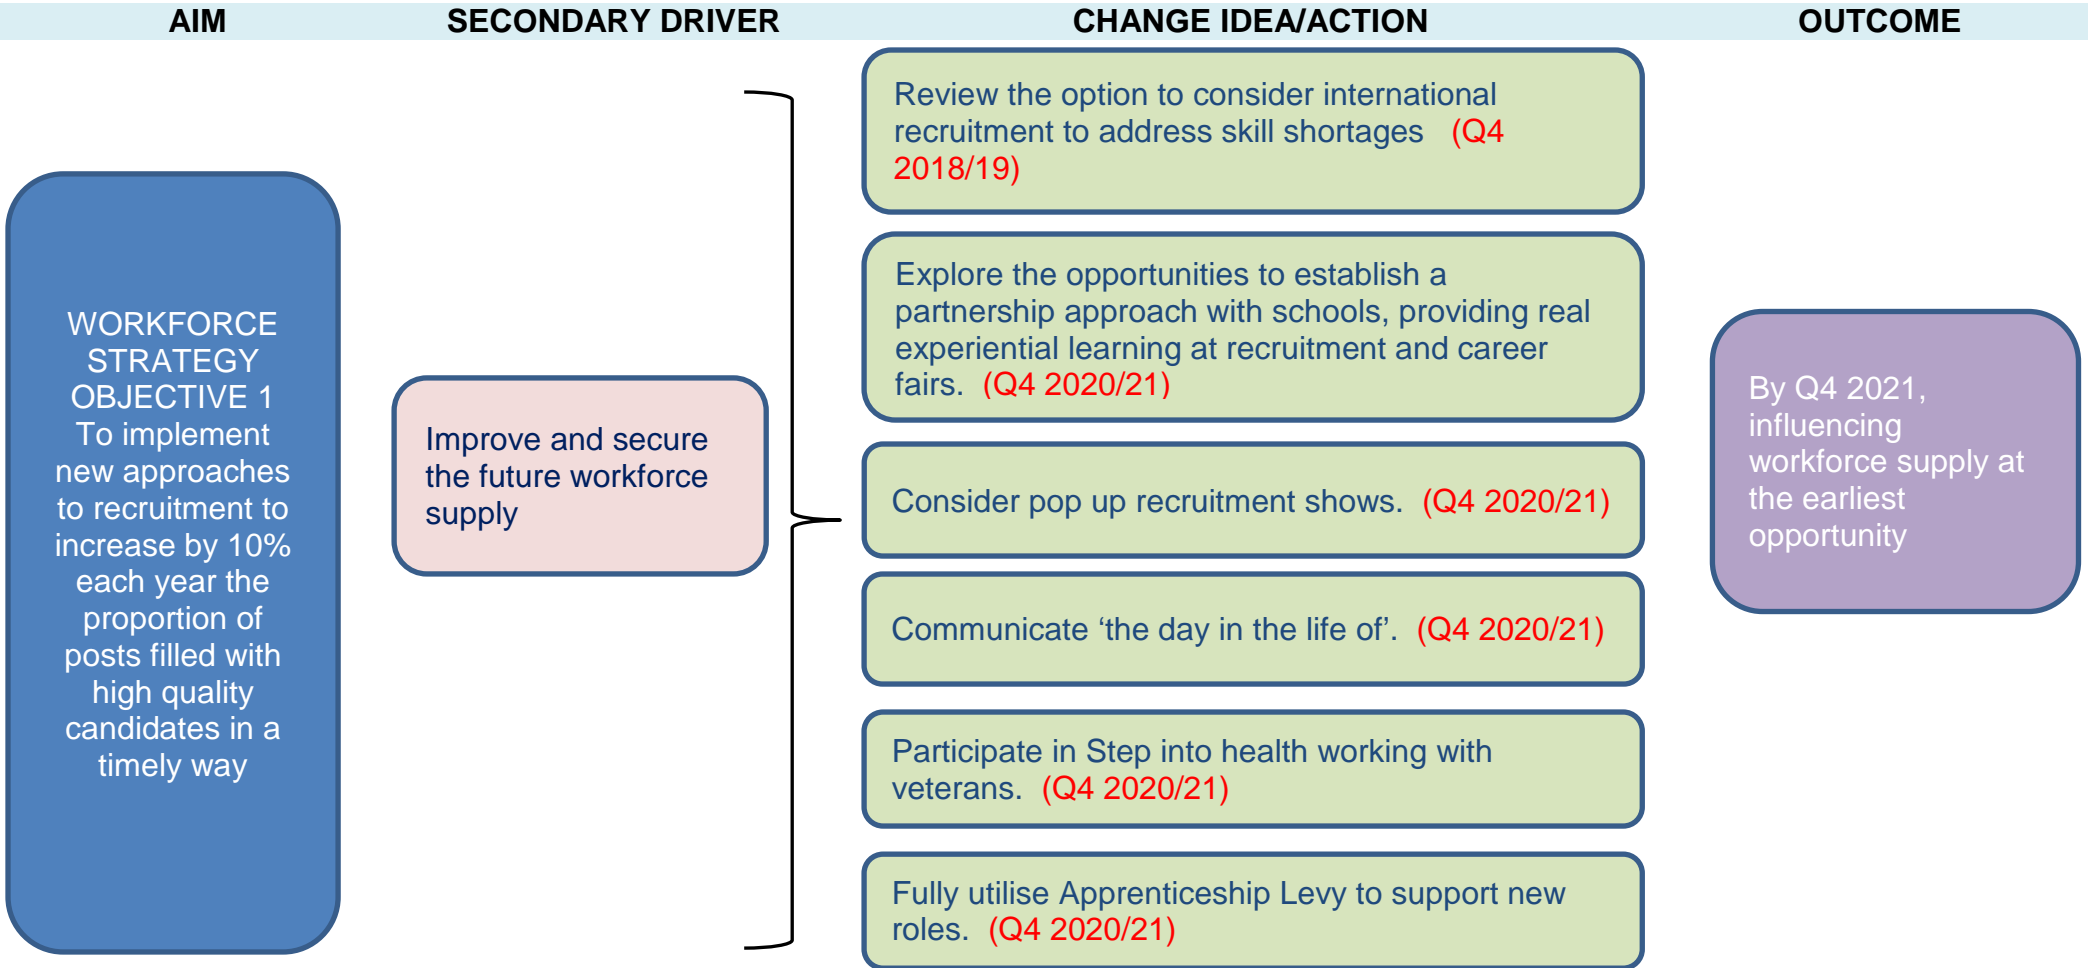 AIM
SECONDARY DRIVER
CHANGE IDEA/ACTION
OUTCOME
WORKFORCE
STRATEGY
OBJECTIVE 1
To implement
new approaches
to recruitment to
increase by 10%
each year the
proportion of
posts filled with
high quality
candidates in a
timely way
Improve and secure
the future workforce
supply
Review the option to consider international
recruitment to address skill shortages (Q4
2018/19)
Explore the opportunities to establish a
partnership approach with schools, providing real
experiential learning at recruitment and career
fairs. (Q4 2020/21)
Consider pop up recruitment shows. (Q4 2020/21)
Communicate ‘the day in the life of’. (Q4 2020/21)
Participate in Step into health working with
veterans. (Q4 2020/21)
Fully utilise Apprenticeship Levy to support new
roles. (Q4 2020/21)
By Q4 2021,
influencing
workforce supply at
the earliest
opportunity